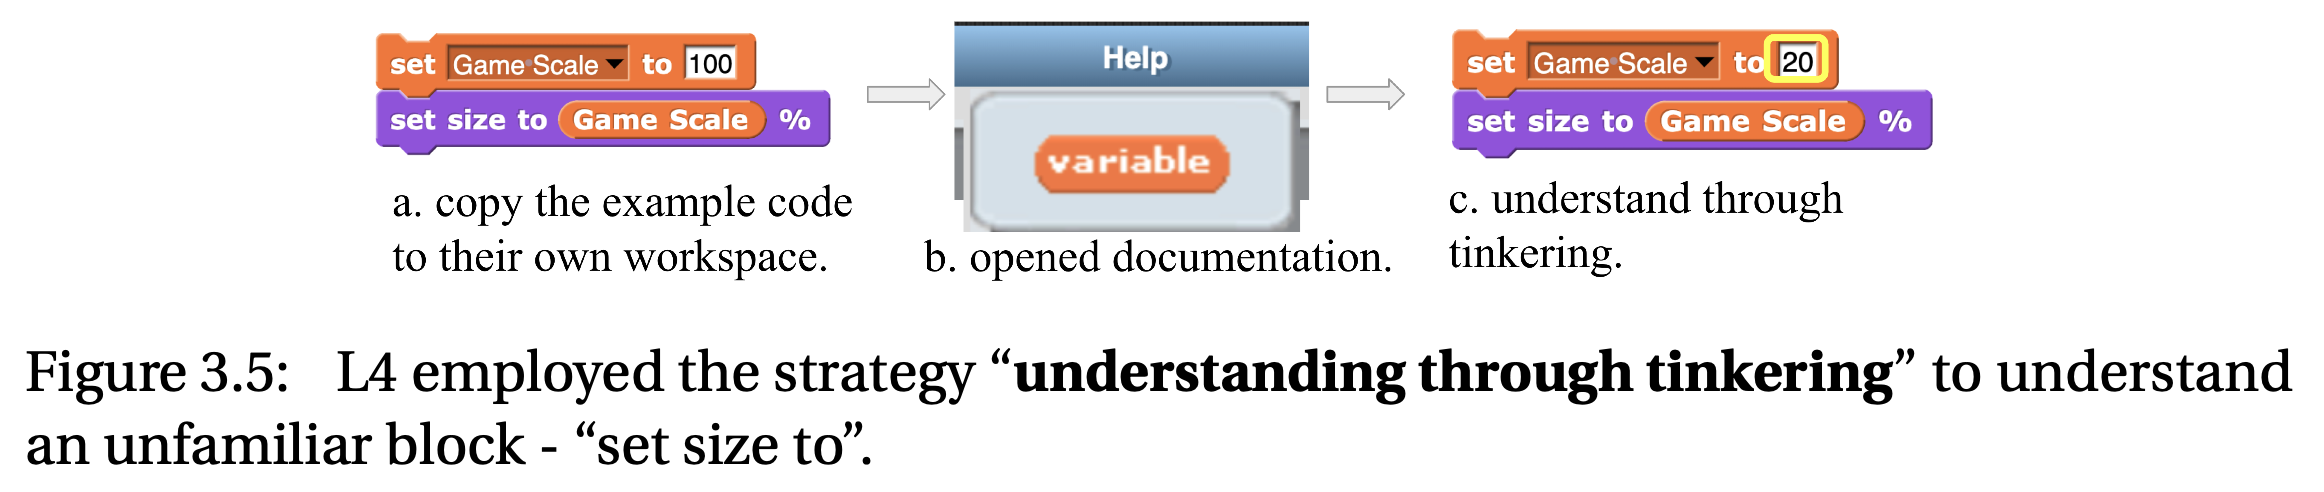 set Game Scale to 100
set size to Game Scale %
a. copy the example code
to their own workspace.
Help
variable
b. opened documentation.
set Game Scale to 20
set size to Game Scale %
c. understand through
tinkering.
Figure 3.5: L4 employed the strategy “understanding through tinkering” to understand
an unfamiliar block - “set size to”.